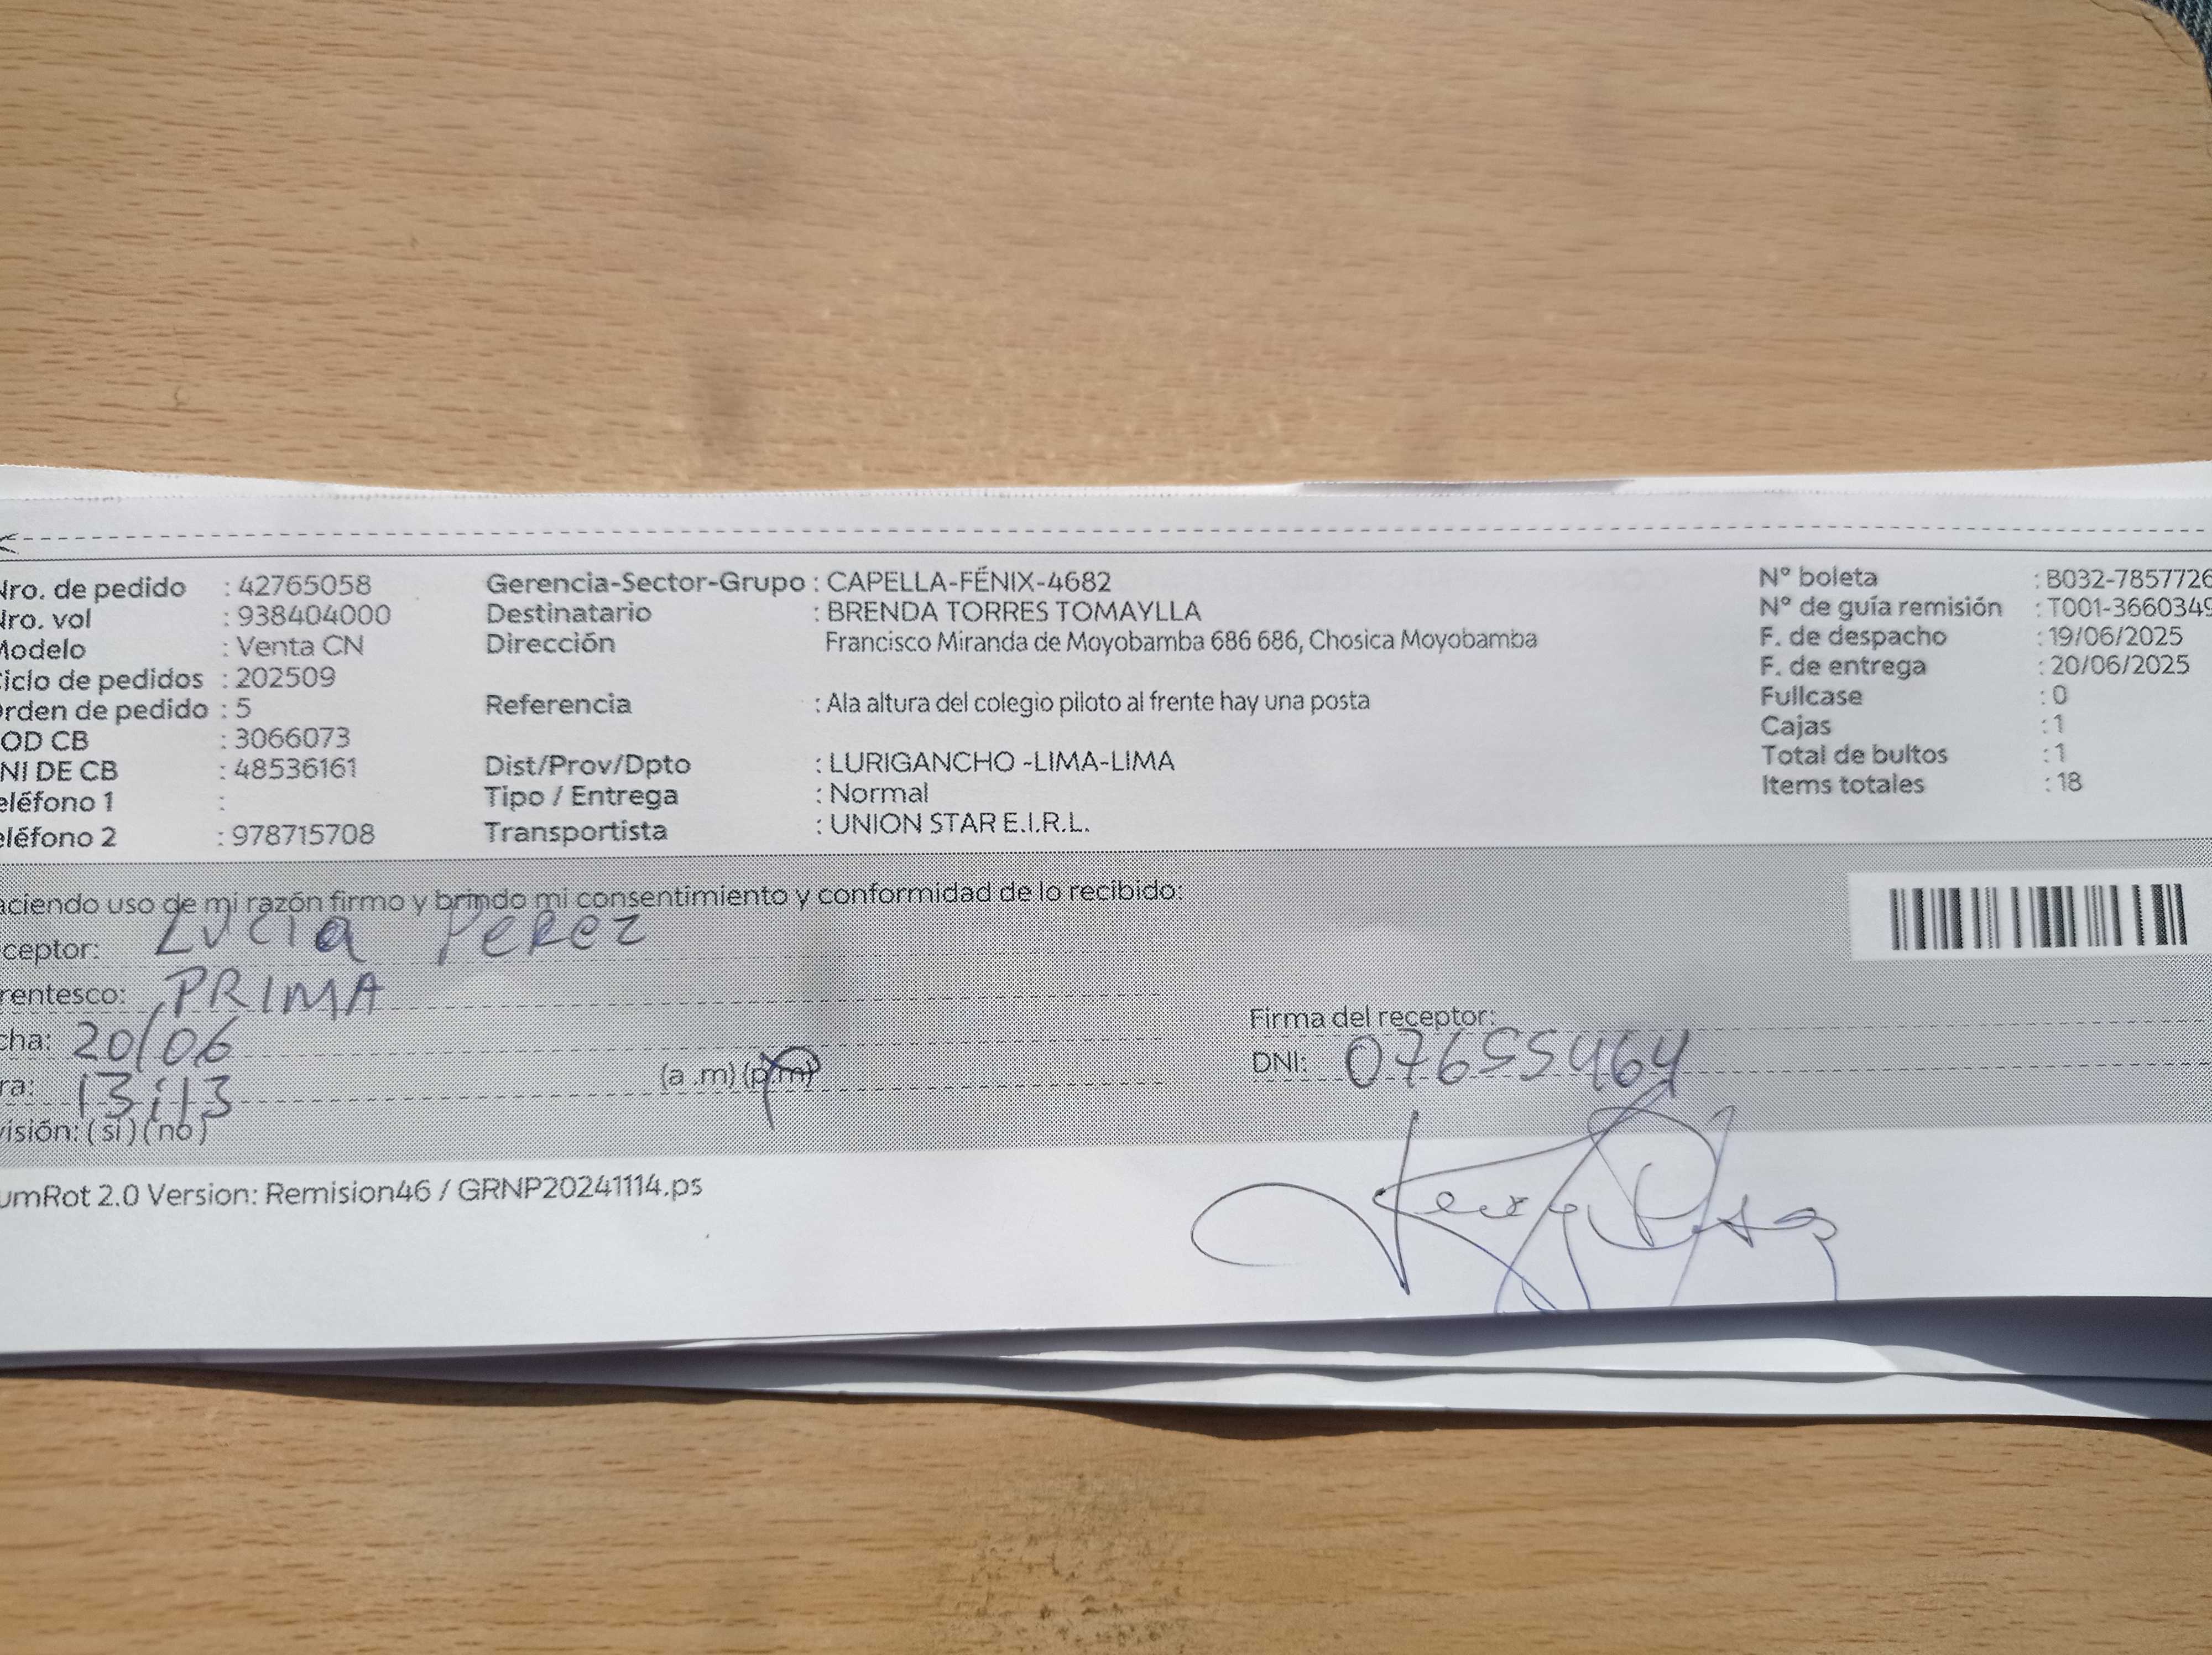 Nro. de pedido : 42765058 Gerencia-Sector-Grupo : CAPELLA-FÉNIX-4682 N° boleta : B032-7857726
Nro. vol : 938404000 Destinatario : BRENDA TORRES TOMAYLLA N° de guía remisión : T001-3660349
Modelo : Venta CN Dirección Francisco Miranda de Moyobamba 686 686, Chosica Moyobamba F. de despacho : 19/06/2025
iclo de pedidos : 202509 F. de entrega : 20/06/2025
rden de pedido : 5 Referencia : Ala altura del colegio piloto al frente hay una posta Fullcase : 0
OD CB : 3066073 Cajas : 1
NI DE CB : 48536161 Dist/Prov/Dpto : LURIGANCHO -LIMA-LIMA Total de bultos : 1
eléfono 1 : Tipo / Entrega : Normal Items totales : 18
eléfono 2 : 978715708 Transportista : UNION STAR E.I.R.L.
aciendo uso de mi razón firmo y brindo mi consentimiento y conformidad de lo recibido:
ceptor: Lucia Perez
rentesco: PRIMA
cha: 20/06 Firma del receptor:
ra: 13:13 (a .m) (p.m) DNI: 07655464
visión: ( si ) ( no )
umRot 2.0 Version: Remision46 / GRNP20241114.ps